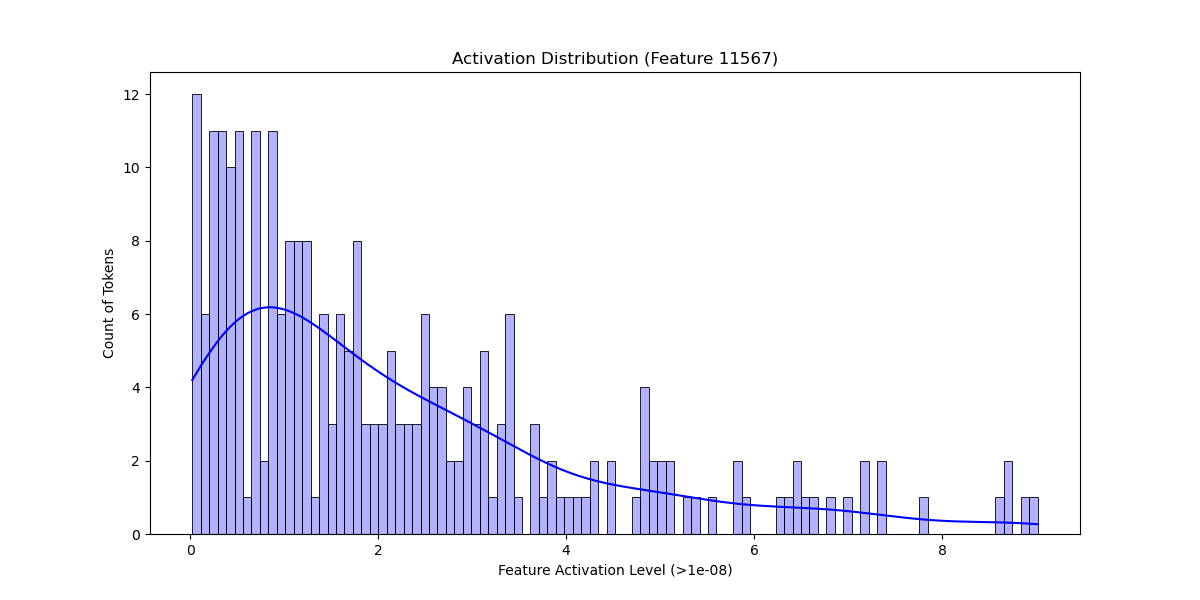 Activation Distribution (Feature 11567)
12
10
8
6
4
2
0
Count of Tokens
0 2 4 6 8
Feature Activation Level (>1e-08)